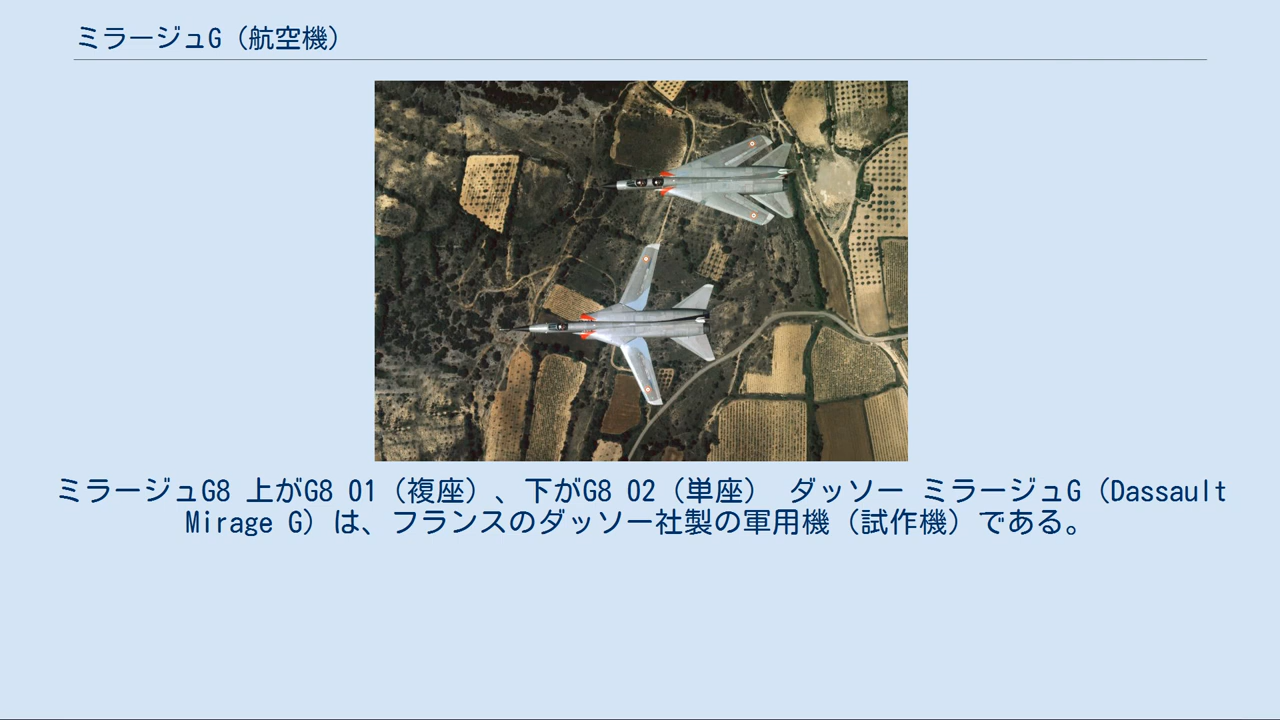 ミラージュG（航空機）
ミラージュG8 上がG8 01（複座）、下がG8 02（単座） ダッソー ミラージュG（Dassault
Mirage G）は、フランスのダッソー社製の軍用機（試作機）である。